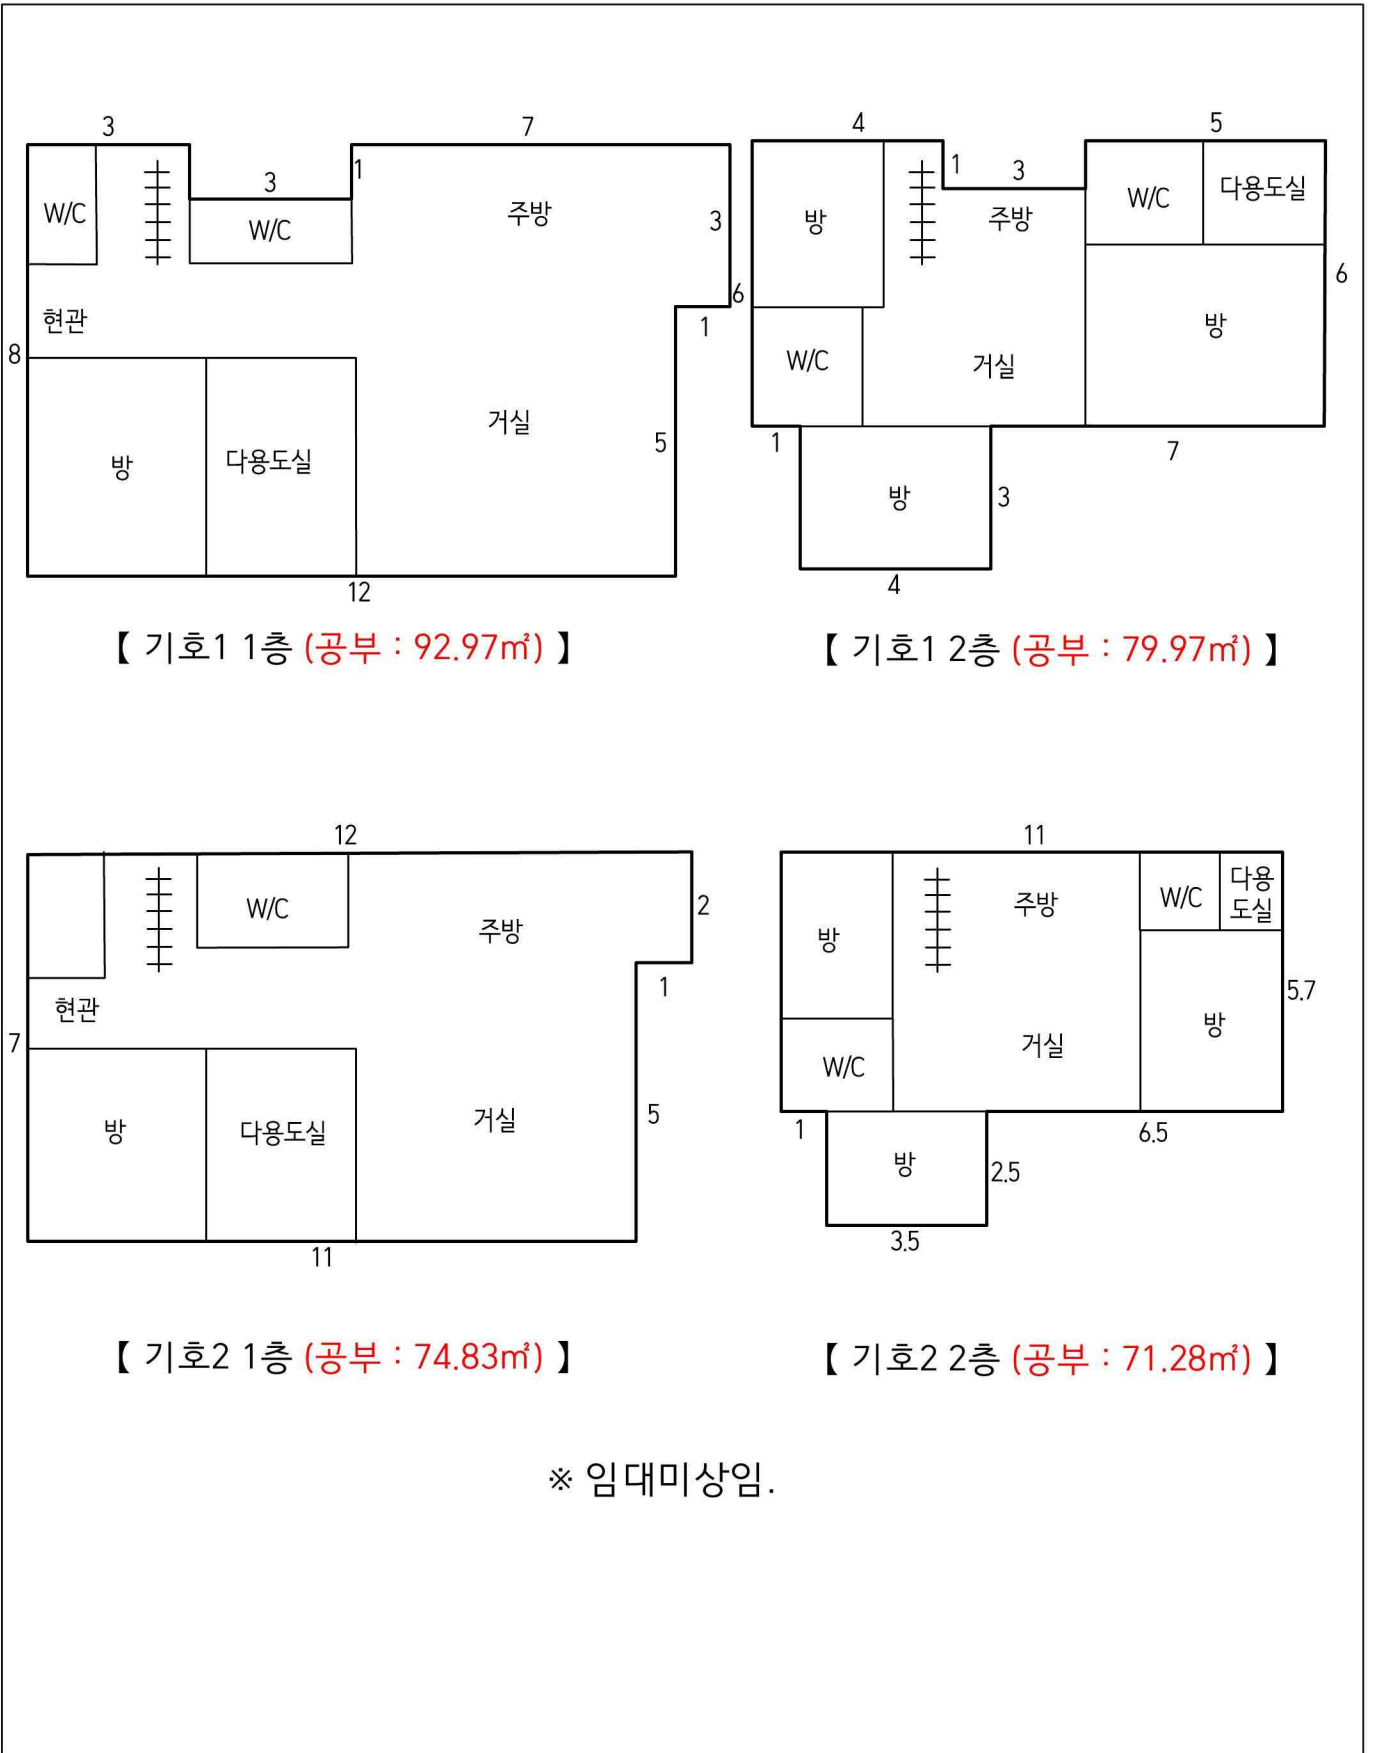 3
7
3
1
W/C
W/C
주방
3
현관
1
8
거실
5
방
다용도실
12
【 기호1 1층 (공부 : 92.97㎡) 】
4
5
1
3
방
주방
W/C
다용도실
6
6
방
W/C
거실
1
7
방
3
4
【 기호1 2층 (공부 : 79.97㎡) 】
12
W/C
주방
2
현관
1
7
방
다용도실
거실
5
11
【 기호2 1층 (공부 : 74.83㎡) 】
11
방
주방
W/C
다용
도실
5.7
방
거실
W/C
1
6.5
방
2.5
3.5
【 기호2 2층 (공부 : 71.28㎡) 】
※ 임대미상임.